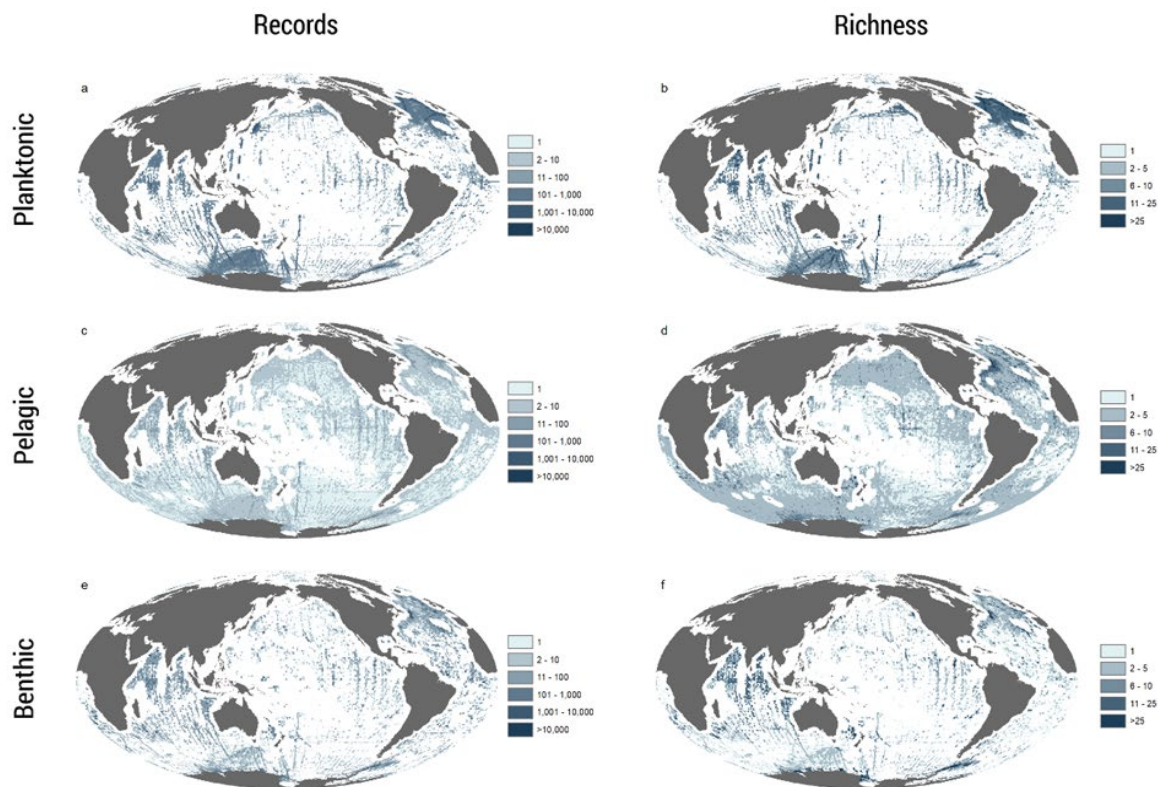 Records
Richness
Planktonic
a
1
2 - 10
11 - 100
101 - 1,000
1,001 - 10,000
>10,000
b
1
2 - 5
6 - 10
11 - 25
>25
Pelagic
c
1
2 - 10
11 - 100
101 - 1,000
1,001 - 10,000
>10,000
d
1
2 - 5
6 - 10
11 - 25
>25
Benthic
e
1
2 - 10
11 - 100
101 - 1,000
1,001 - 10,000
>10,000
f
1
2 - 5
6 - 10
11 - 25
>25